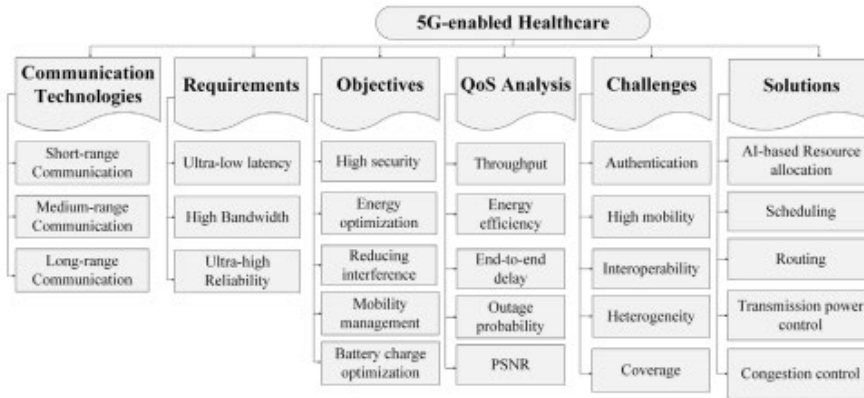 5G-enabled Healthcare
Communication
Technologies
Short-range
Communication
Medium-range
Communication
Long-range
Communication
Requirements
Ultra-low latency
High Bandwidth
Ultra-high
Reliability
Objectives
High security
Energy
optimization
Reducing
interference
Mobility
management
Battery charge
optimization
QoS Analysis
Throughput
Energy
efficiency
End-to-end
delay
Outage
probability
PSNR
Challenges
Authentication
High mobility
Interoperability
Heterogeneity
Coverage
Solutions
AI-based Resource
allocation
Scheduling
Routing
Transmission power
control
Congestion control